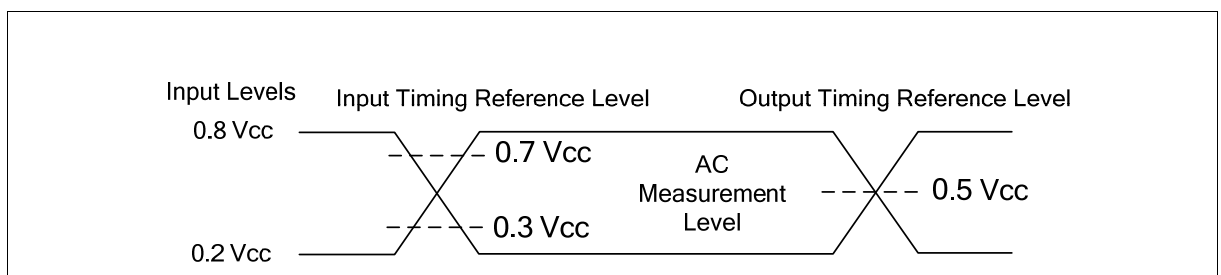 Input Levels
Input Timing Reference Level
Output Timing Reference Level
0.8 Vcc
0.7 Vcc
AC
Measurement
Level
0.5 Vcc
0.3 Vcc
0.2 Vcc